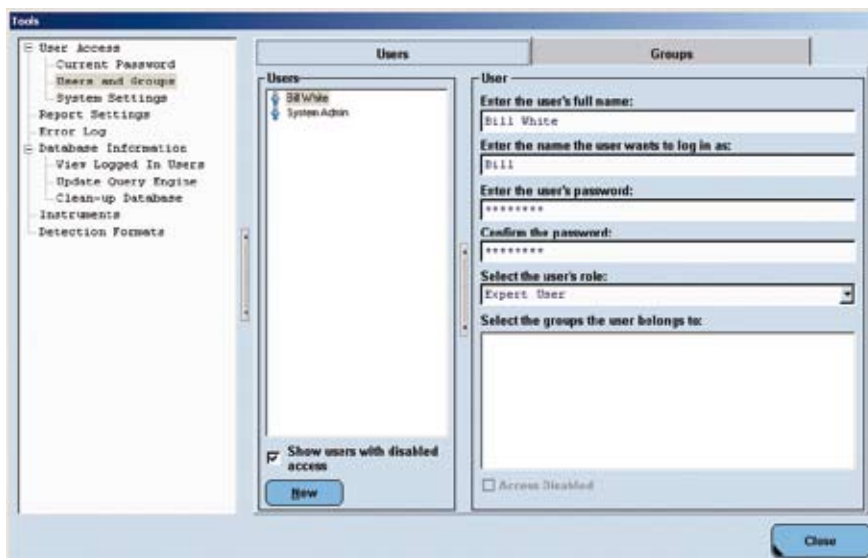 Tools
User Access
Current Password
Users and Groups
System Settings
Report Settings
Error Log
Database Information
View Logged In Users
Update Query Engine
Clean-up Database
Instruments
Detection Formats
Users
Groups
Users
Bill White
System Admin
Show users with disabled
access
New
User
Enter the user's full name:
Bill White
Enter the name the user wants to log in as:
Bill
Enter the user's password:
********
Confirm the password:
********
Select the user's role:
Expert User
Select the groups the user belongs to:
Access Disabled
Close